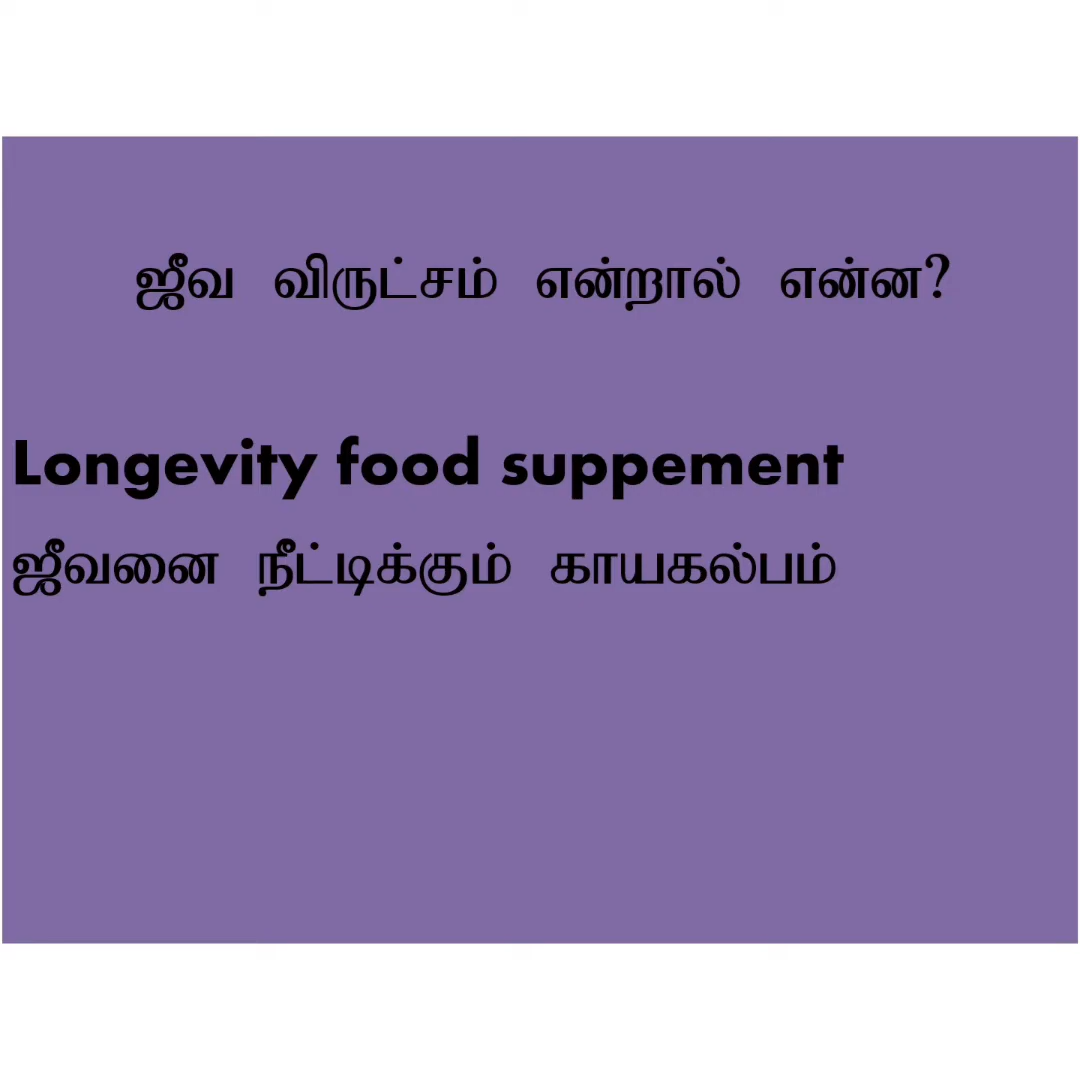 ஜீவ விருட்சம் என்றால் என்ன?
Longevity food suppement
ஜீவனை நீட்டிக்கும் காயகல்பம்